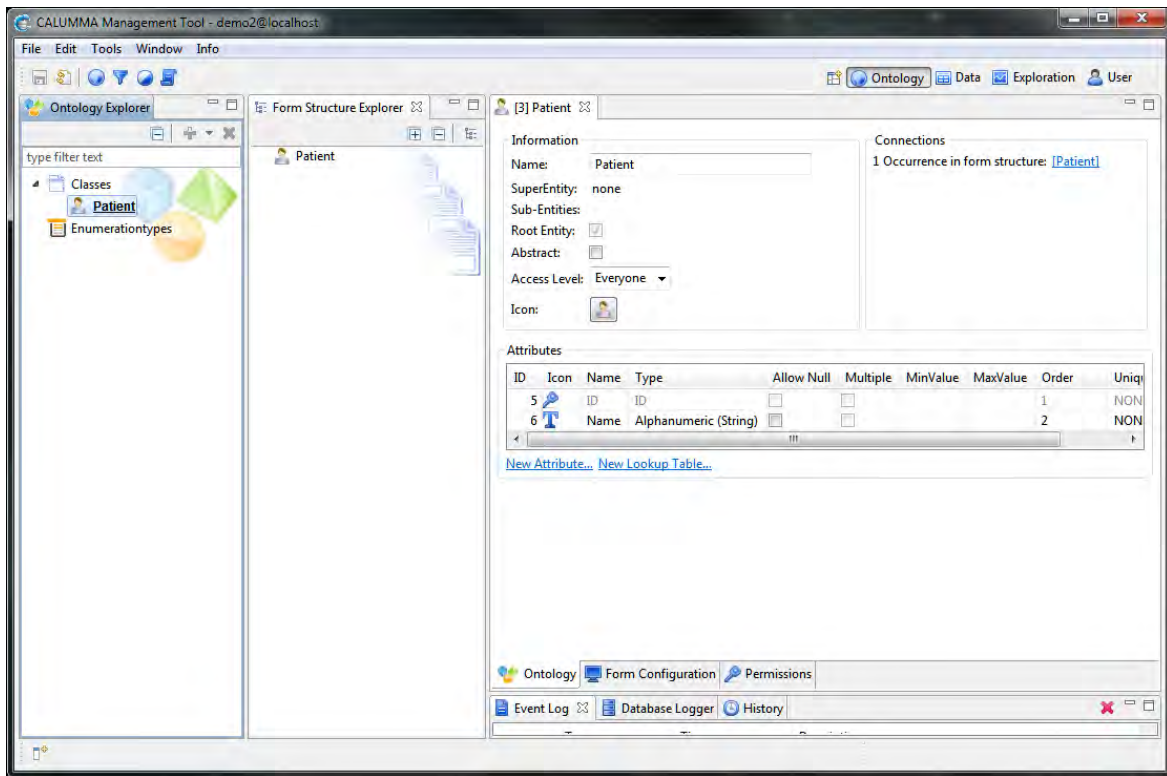 CALUMMA Management Tool - demo2@localhost
File Edit Tools Window Info
Ontology Data Exploration User
Ontology Explorer
type filter text
Classes
Patient
Enumerationtypes
Form Structure Explorer
Patient
[3] Patient
Information
Name: Patient
SuperEntity: none
Sub-Entities:
Root Entity:
Abstract:
Access Level: Everyone
Icon:
Connections
1 Occurrence in form structure: [Patient]
Attributes
ID Icon Name Type Allow Null Multiple MinValue MaxValue Order Uniqu
5 ID ID 1 NON
6 T Name Alphanumeric (String) 2 NON
New Attribute... New Lookup Table...
Ontology Form Configuration Permissions
Event Log Database Logger History